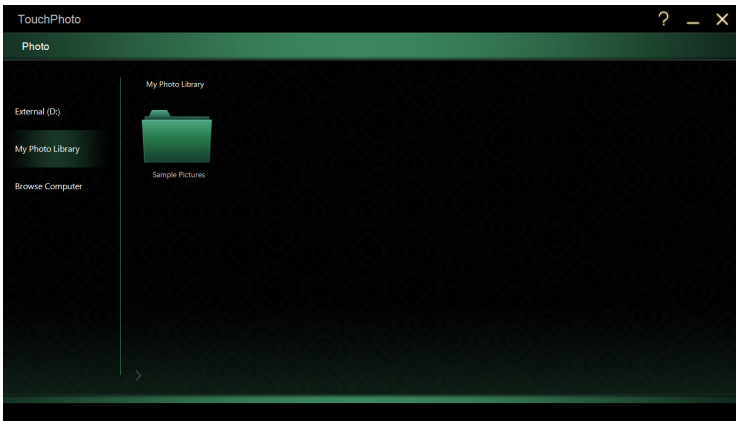 TouchPhoto
Photo
External (D:)
My Photo Library
Browse Computer
My Photo Library
Sample Pictures